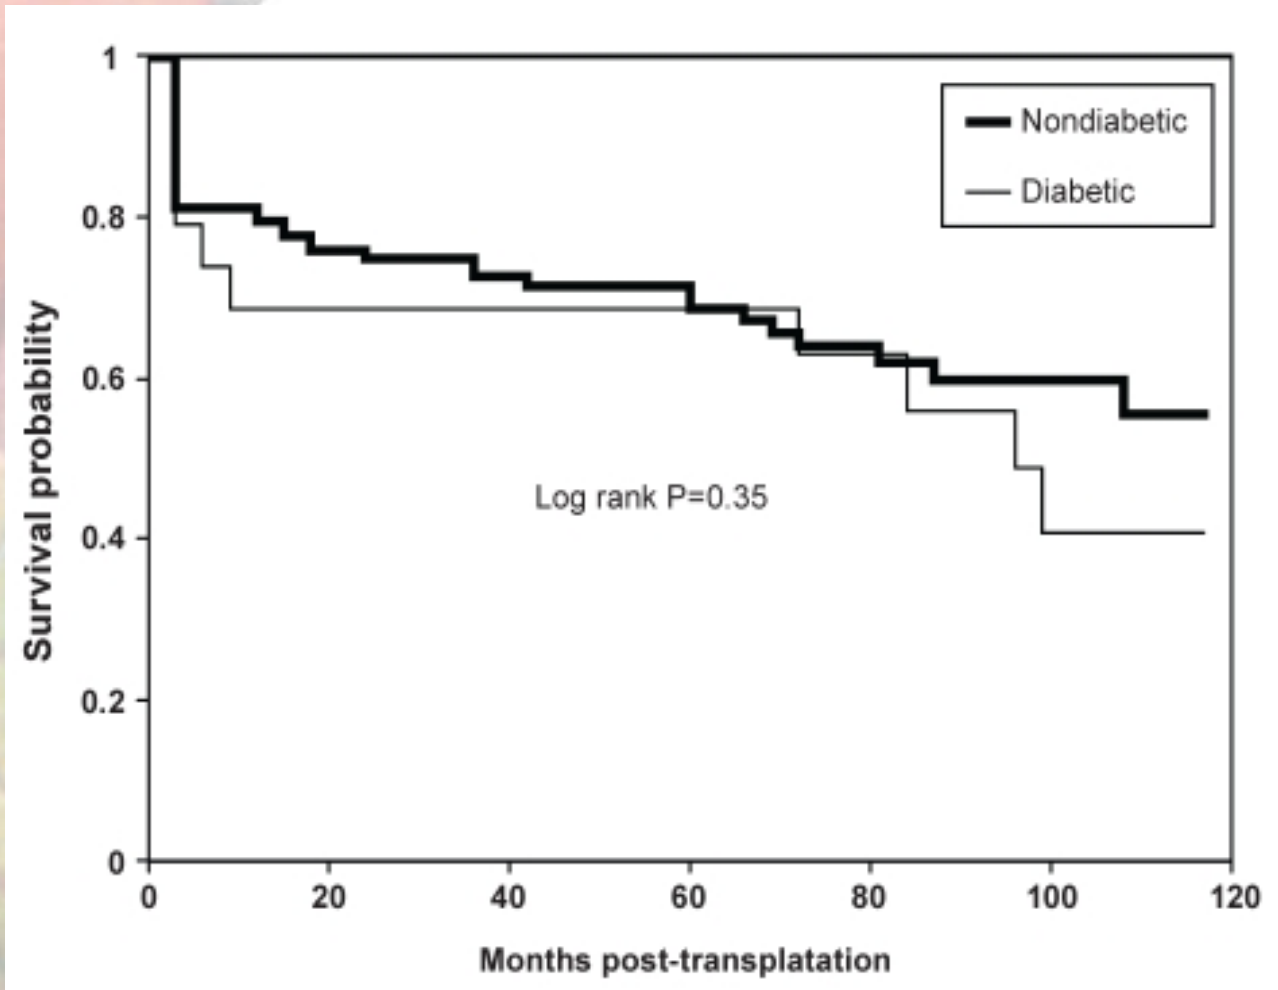 1
0.8
0.6
0.4
0.2
0
Survival probability
Nondiabetic
Diabetic
Log rank P=0.35
0 20 40 60 80 100 120
Months post-transplatation